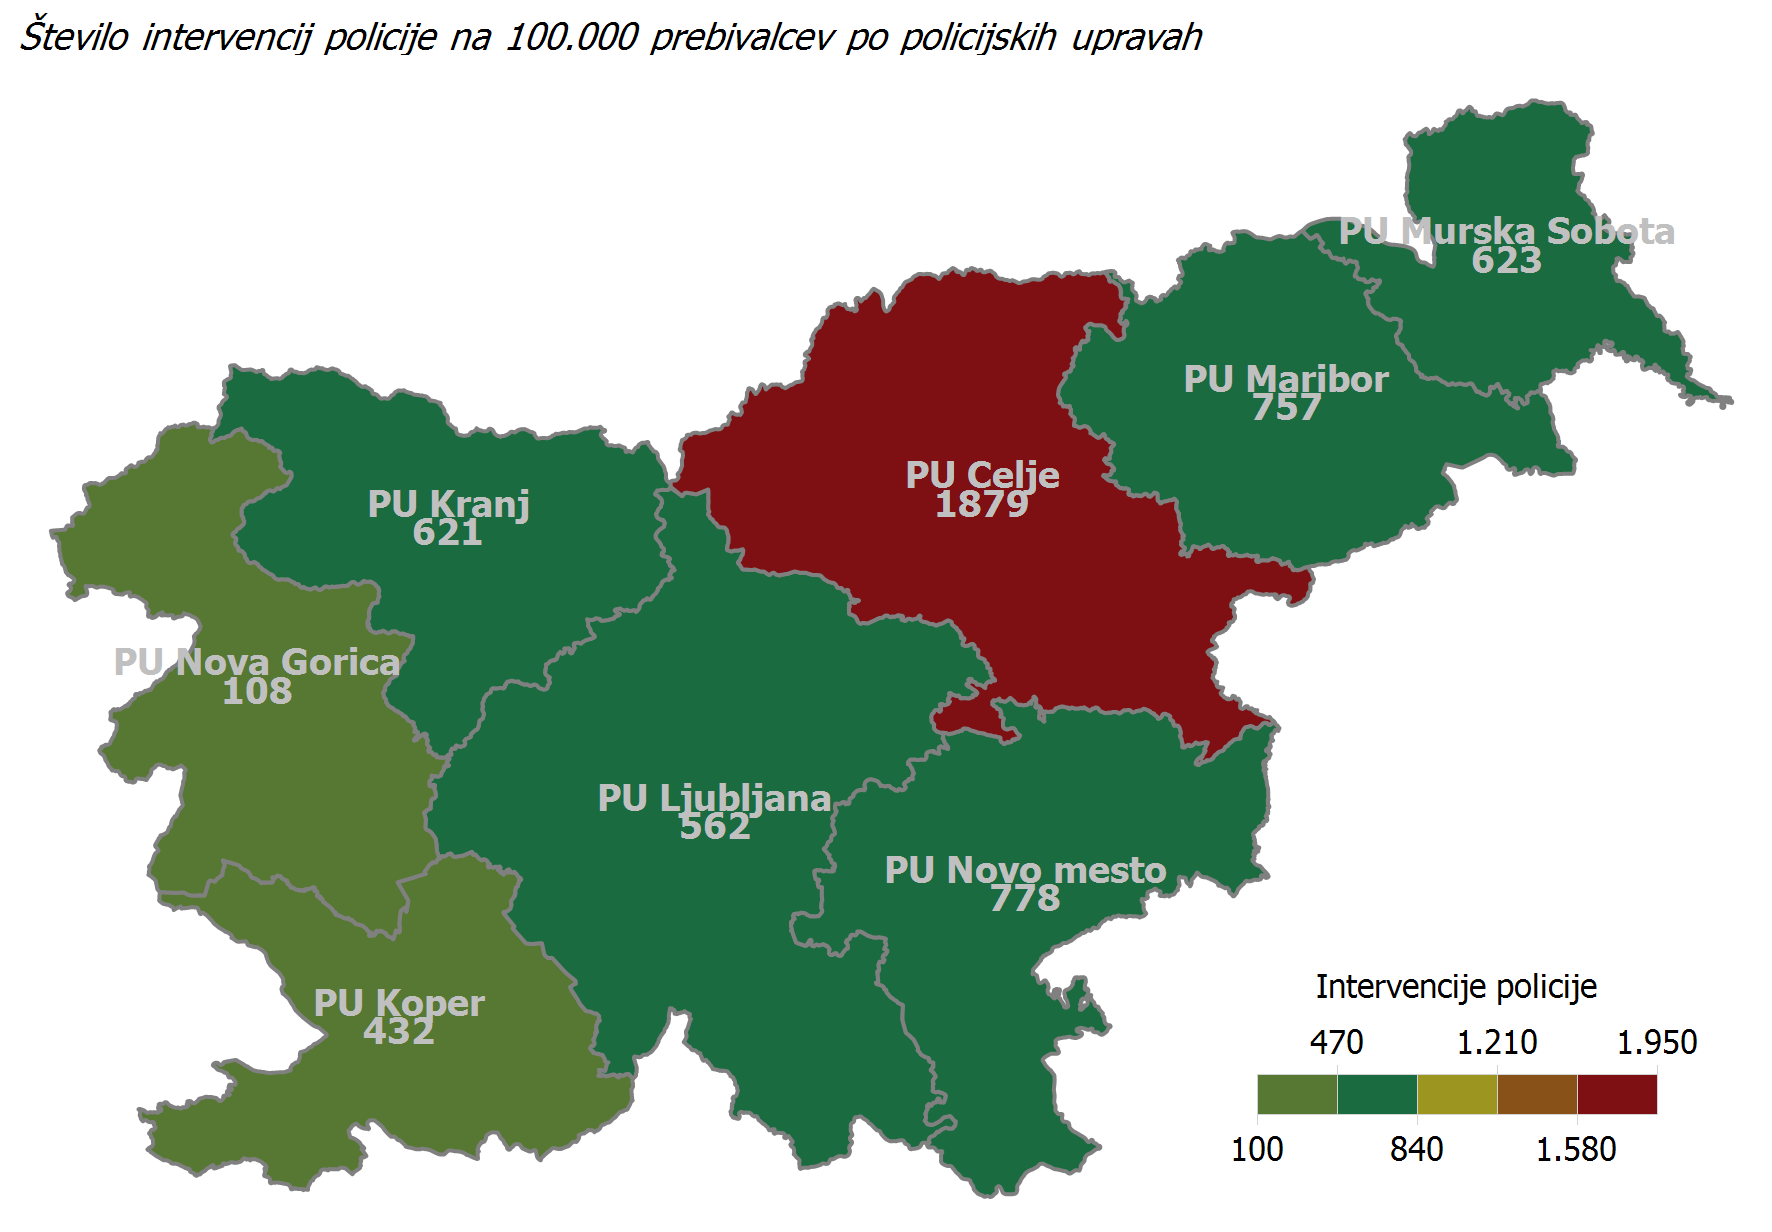 Število intervencij policije na 100.000 prebivalcev po policijskih upravah
PU Murska Sobota
623
PU Maribor
757
PU Celje
1879
PU Kranj
621
PU Nova Gorica
108
PU Ljubljana
562
PU Novo mesto
778
PU Koper
432
Intervencije policije
470 1.210 1.950
100 840 1.580